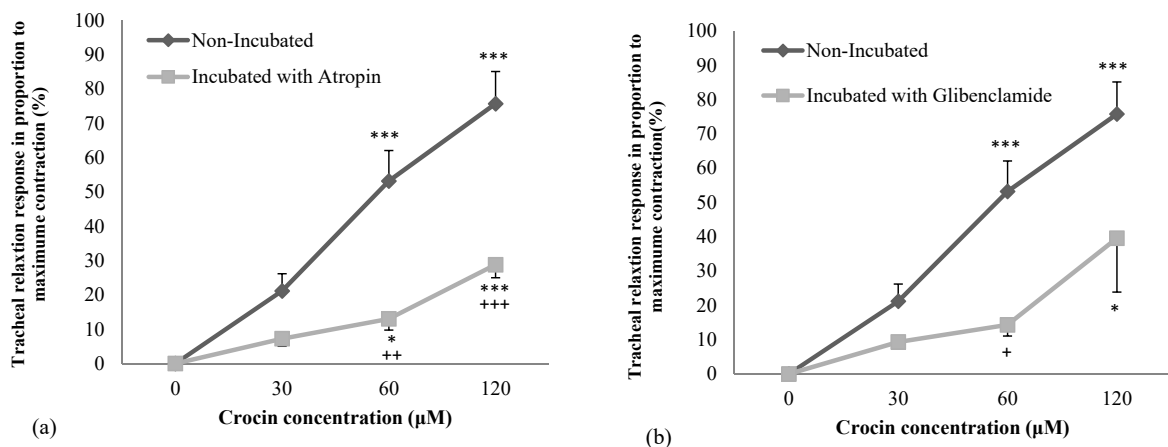 Tracheal relaxtion response in proportion to
maximume contraction (%)
100
90
80
70
60
50
40
30
20
10
0
Non-Incubated
Incubated with Atropin
***
***
*
++
***
+++
0 30 60 120
Crocin concentration (µM)
(a)
Tracheal relaxtion response in proportion to
maximume contraction(%)
100
90
80
70
60
50
40
30
20
10
0
Non-Incubated
Incubated with Glibenclamide
***
***
+
*
0 30 60 120
Crocin concentration (µM)
(b)